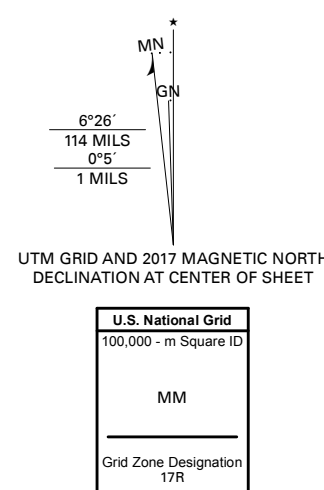 ★
MN
GN
6°26´
114 MILS
0°5´
1 MILS
UTM GRID AND 2017 MAGNETIC NORTH
DECLINATION AT CENTER OF SHEET
U.S. National Grid
100,000 - m Square ID
MM
Grid Zone Designation
17R